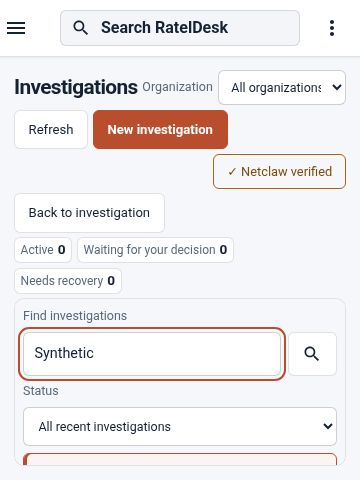 Search RatelDesk
Investigations
Organization
All organizations
Refresh
New investigation
✓ Netclaw verified
Back to investigation
Active 0
Waiting for your decision 0
Needs recovery 0
Find investigations
Synthetic
Status
All recent investigations